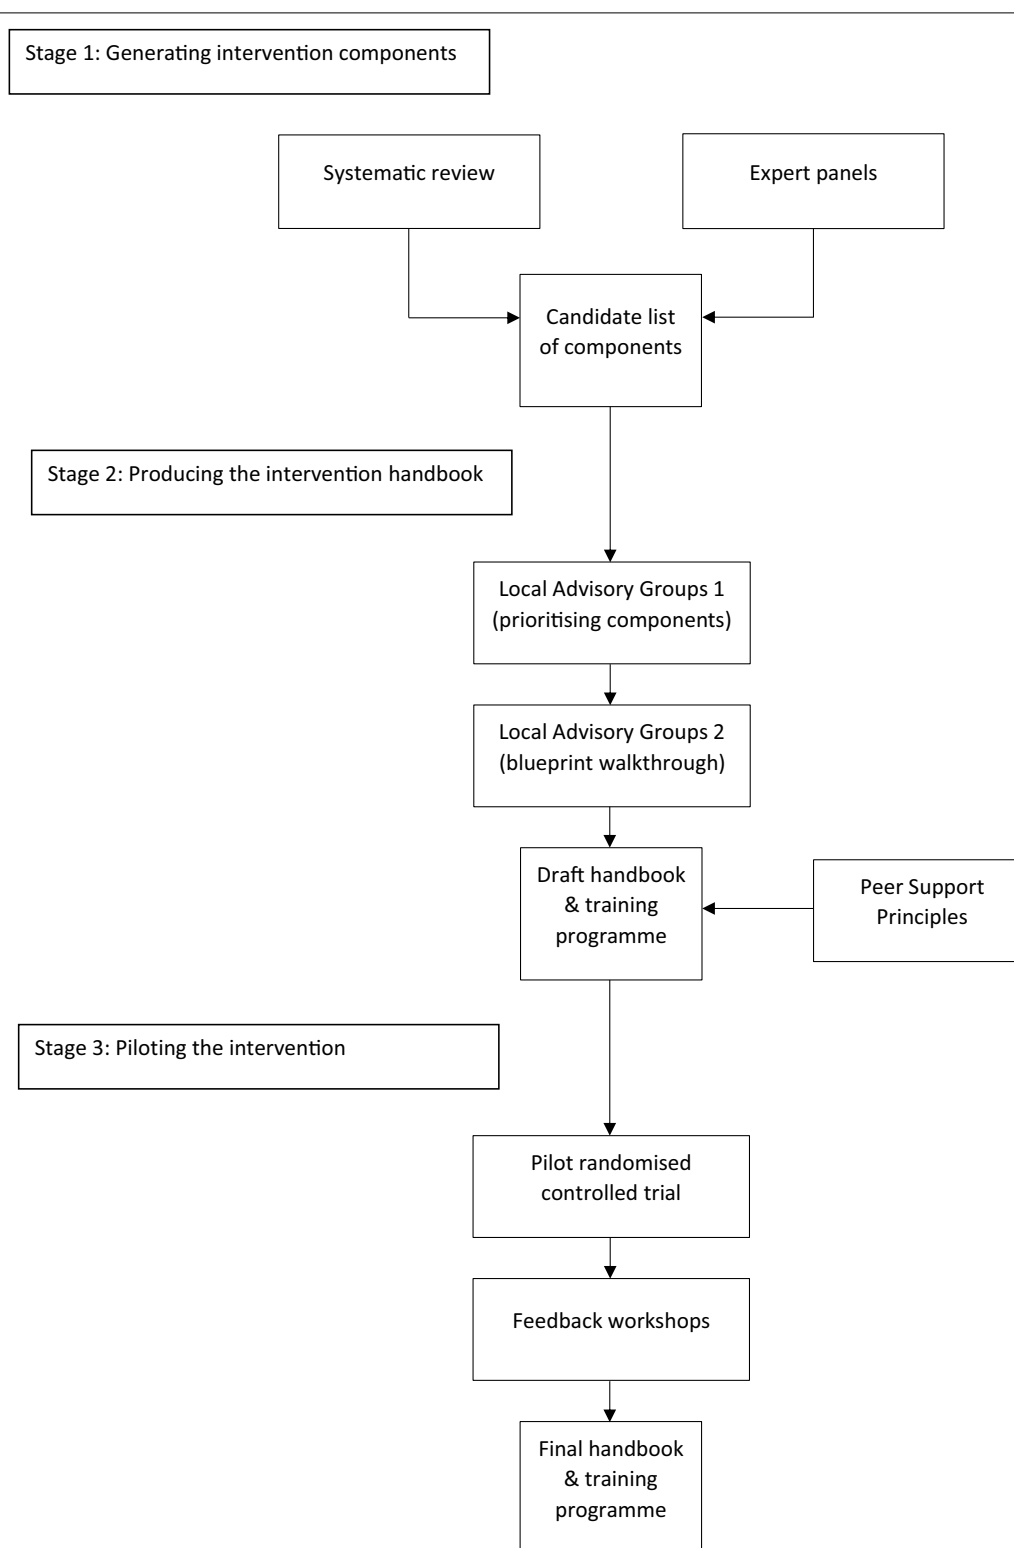 Stage 1: Generating intervention components
Systematic review
Expert panels
Candidate list
of components
Stage 2: Producing the intervention handbook
Local Advisory Groups 1
(prioritising components)
Local Advisory Groups 2
(blueprint walkthrough)
Draft handbook
& training
programme
Peer Support
Principles
Stage 3: Piloting the intervention
Pilot randomised
controlled trial
Feedback workshops
Final handbook
& training
programme